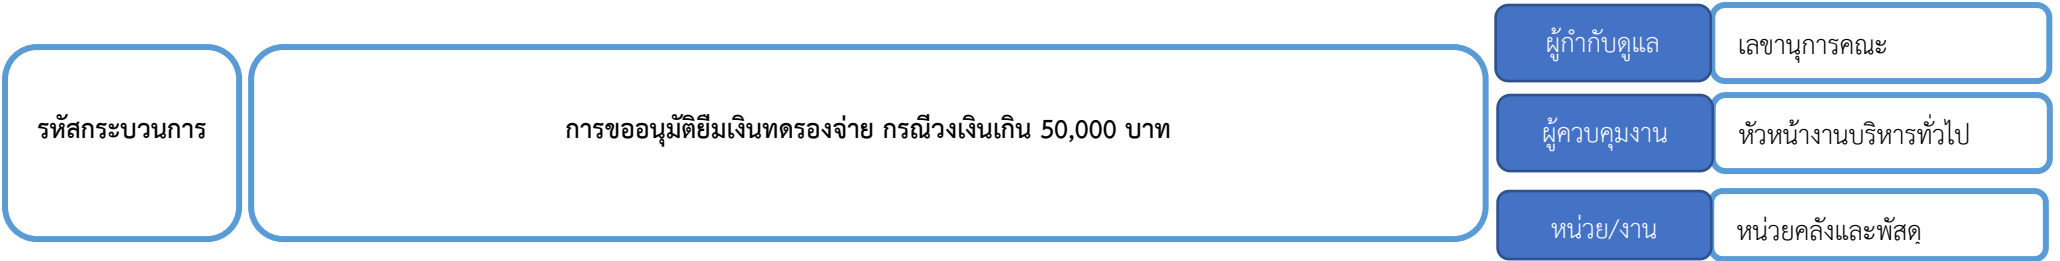 รหัสกระบวนการ
การขออนุมัติยืมเงินทดรองจ่าย กรณีวงเงินเกิน 50,000 บาท
ผู้กำกับดูแล
เลขานุการคณะ
ผู้ควบคุมงาน
หัวหน้างานบริหารทั่วไป
หน่วย/งาน
หน่วยคลังและพัสดุ